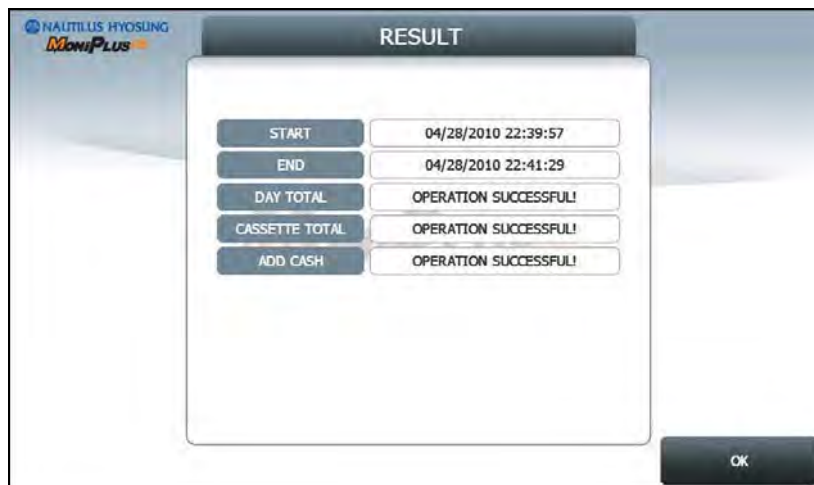 NAUTILUS HYOSUNG
MONIPLUS
RESULT
START 04/28/2010 22:39:57
END 04/28/2010 22:41:29
DAY TOTAL OPERATION SUCCESSFUL!
CASSETTE TOTAL OPERATION SUCCESSFUL!
ADD CASH OPERATION SUCCESSFUL!
OK